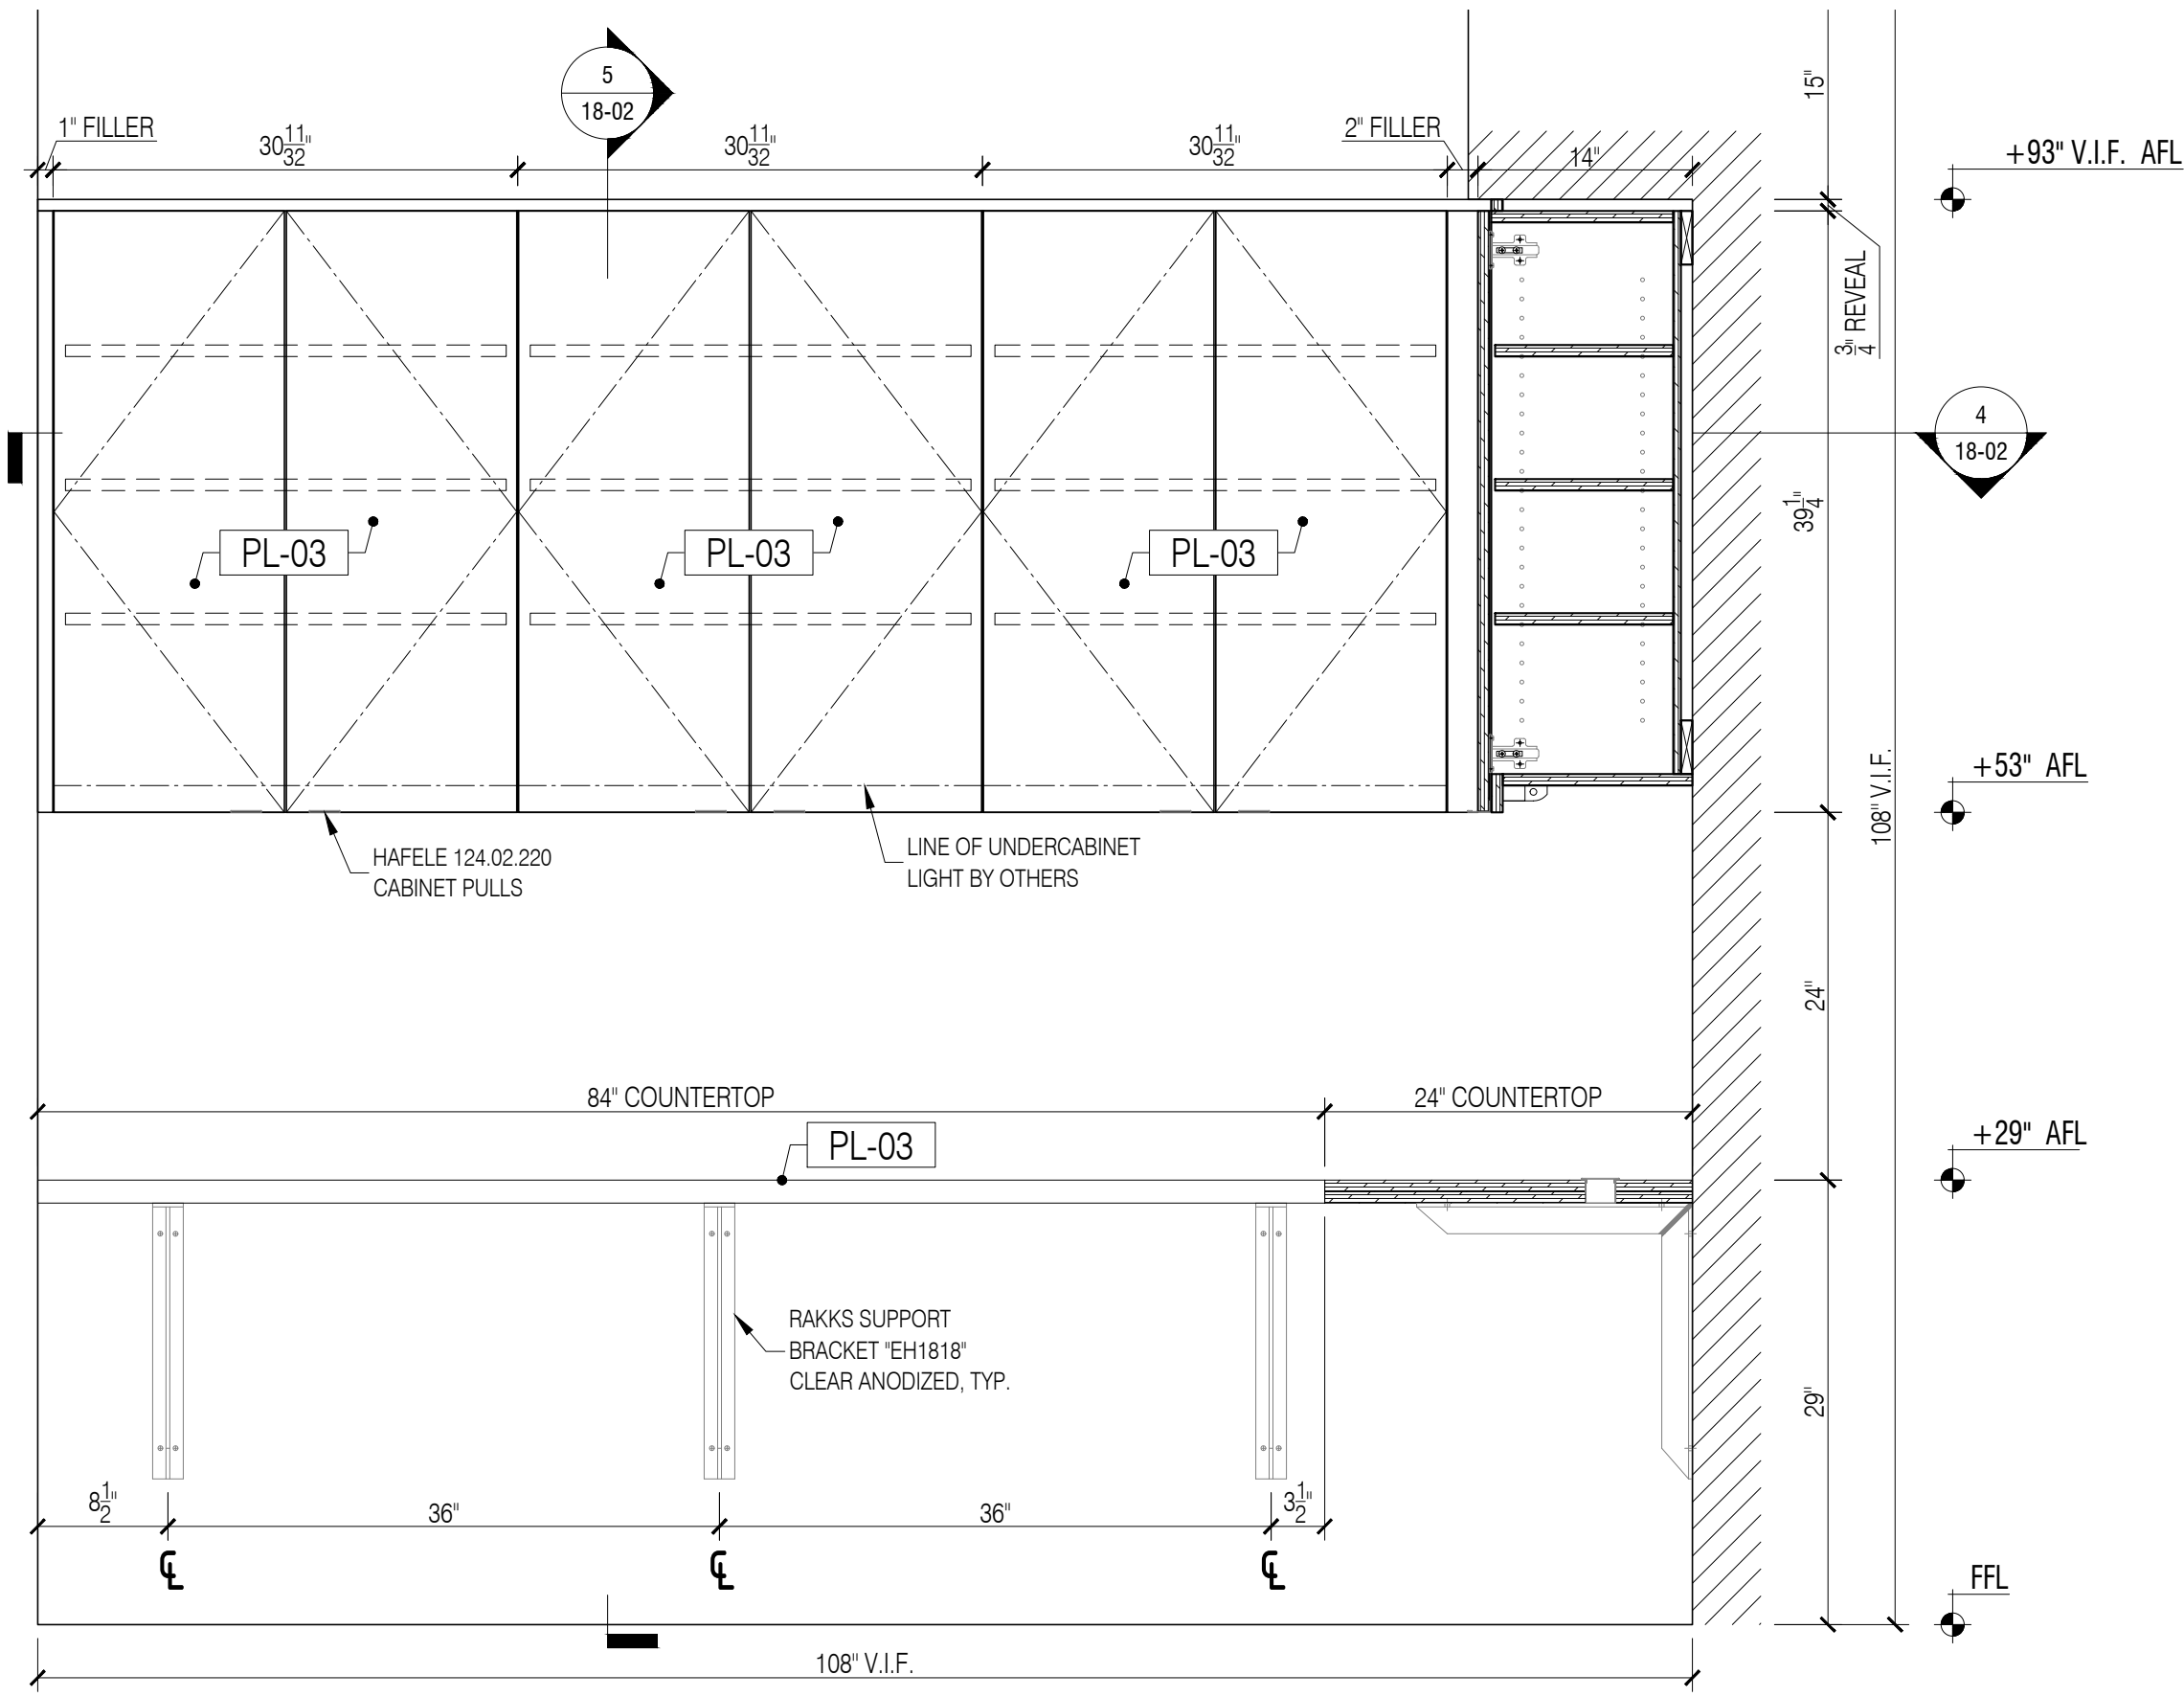 5
18-02
15"
1" FILLER
30 11/32"
30 11/32"
30 11/32"
2" FILLER
14"
+93" V.I.F. AFL
3/4" REVEAL
4
18-02
39 1/4"
PL-03
PL-03
PL-03
108" V.I.F.
+53" AFL
HAFELE 124.02.220
CABINET PULLS
LINE OF UNDERCABINET
LIGHT BY OTHERS
24"
84" COUNTERTOP
24" COUNTERTOP
PL-03
+29" AFL
RAKKS SUPPORT
BRACKET "EH1818"
CLEAR ANODIZED, TYP.
29"
8 1/2"
36"
36"
3 1/2"
℄
℄
℄
FFL
108" V.I.F.